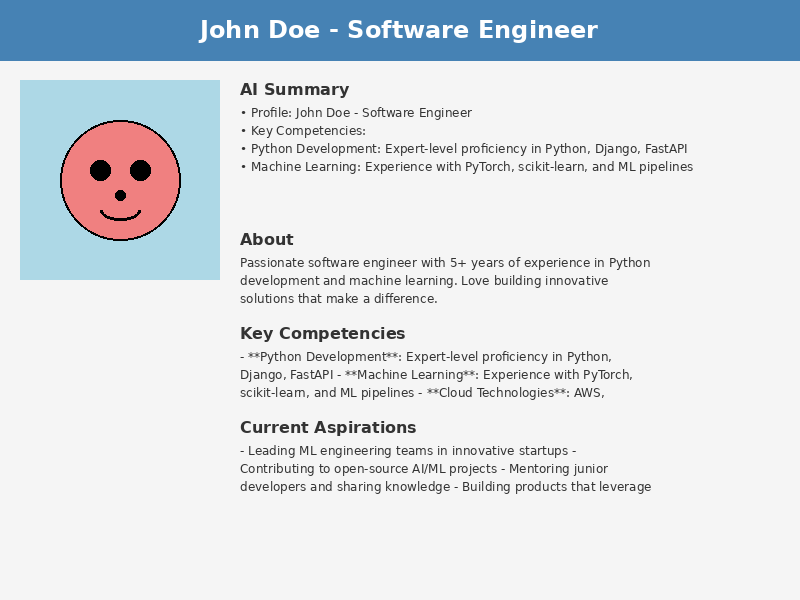 John Doe - Software Engineer
AI Summary
• Profile: John Doe - Software Engineer
• Key Competencies:
• Python Development: Expert-level proficiency in Python, Django, FastAPI
• Machine Learning: Experience with PyTorch, scikit-learn, and ML pipelines
About
Passionate software engineer with 5+ years of experience in Python
development and machine learning. Love building innovative
solutions that make a difference.
Key Competencies
- **Python Development**: Expert-level proficiency in Python,
Django, FastAPI - **Machine Learning**: Experience with PyTorch,
scikit-learn, and ML pipelines - **Cloud Technologies**: AWS,
Current Aspirations
- Leading ML engineering teams in innovative startups -
Contributing to open-source AI/ML projects - Mentoring junior
developers and sharing knowledge - Building products that leverage